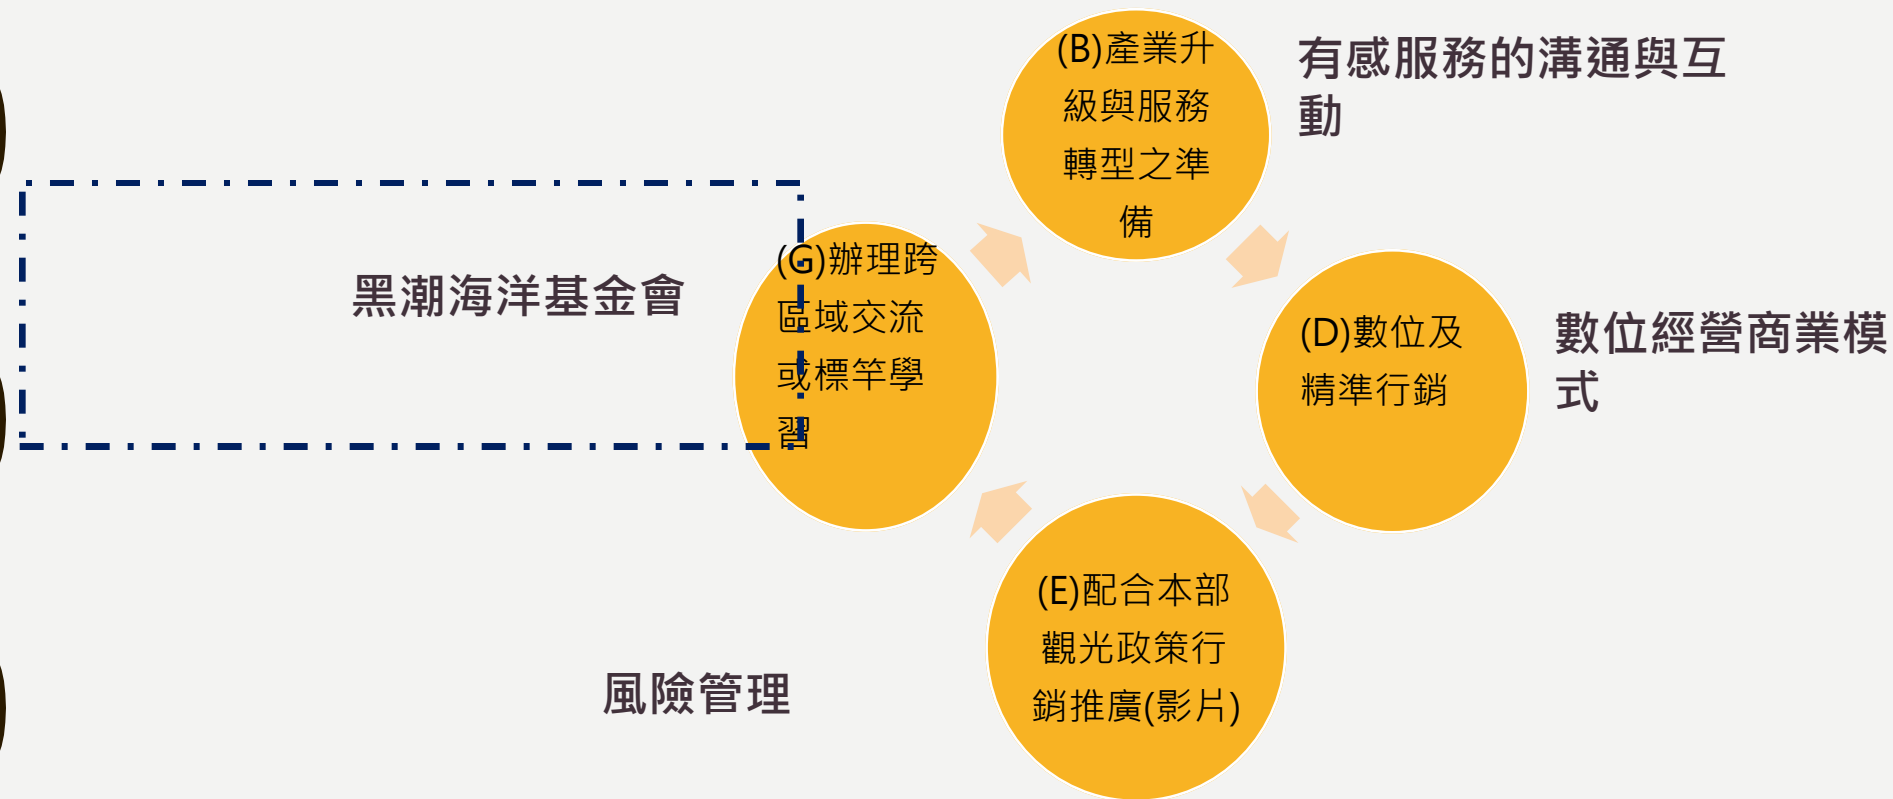 (B)產業升
級與服務
轉型之準
備
有感服務的溝通與互
動
黑潮海洋基金會
(G)辦理跨
區域交流
或標竿學
習
(D)數位及
精準行銷
數位經營商業模
式
(E)配合本部
觀光政策行
銷推廣(影片)
風險管理